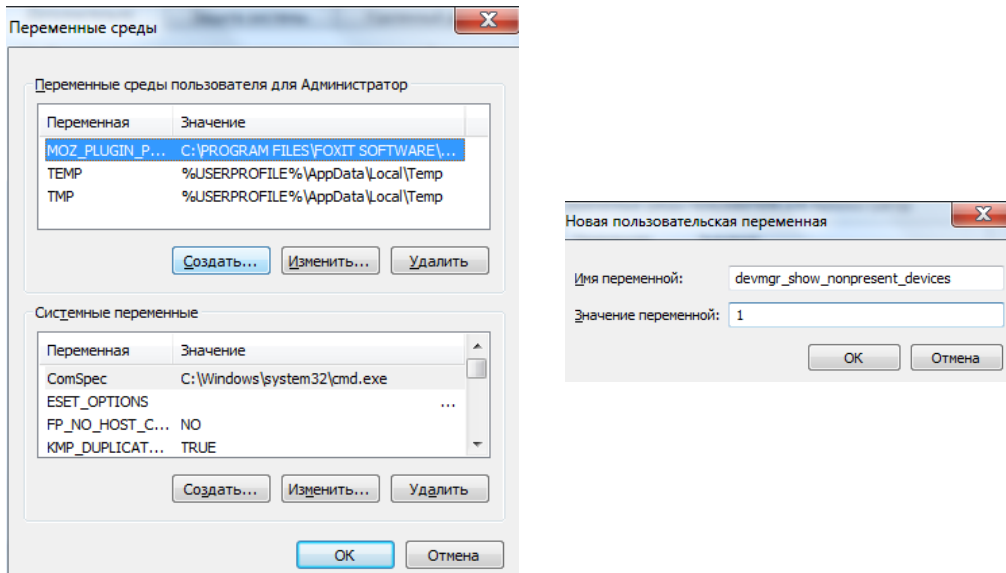 Переменные среды
Переменные среды пользователя для Администратор
Переменная Значение
MOZ_PLUGIN_P... C:\PROGRAM FILES\FOXIT SOFTWARE\...
TEMP %USERPROFILE%\AppData\Local\Temp
TMP %USERPROFILE%\AppData\Local\Temp
Создать... Изменить... Удалить
Системные переменные
Переменная Значение
ComSpec C:\Windows\system32\cmd.exe
ESET_OPTIONS ...
FP_NO_HOST_C... NO
KMP_DUPLICAT... TRUE
Создать... Изменить... Удалить
OK Отмена
Новая пользовательская переменная
Имя переменной: devmgr_show_nonpresent_devices
Значение переменной: 1
OK Отмена